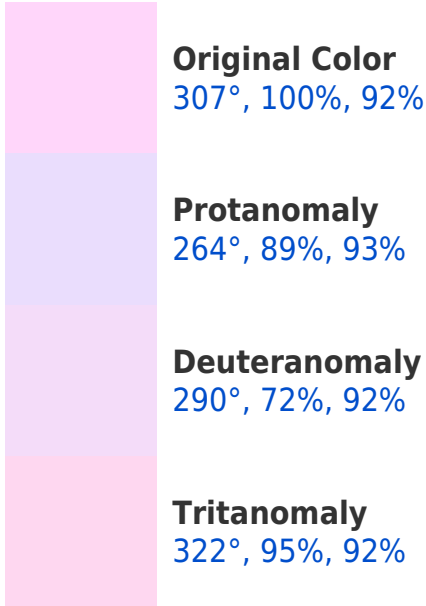 Original Color
307°, 100%, 92%
Protanomaly
264°, 89%, 93%
Deuteranomaly
290°, 72%, 92%
Tritanomaly
322°, 95%, 92%